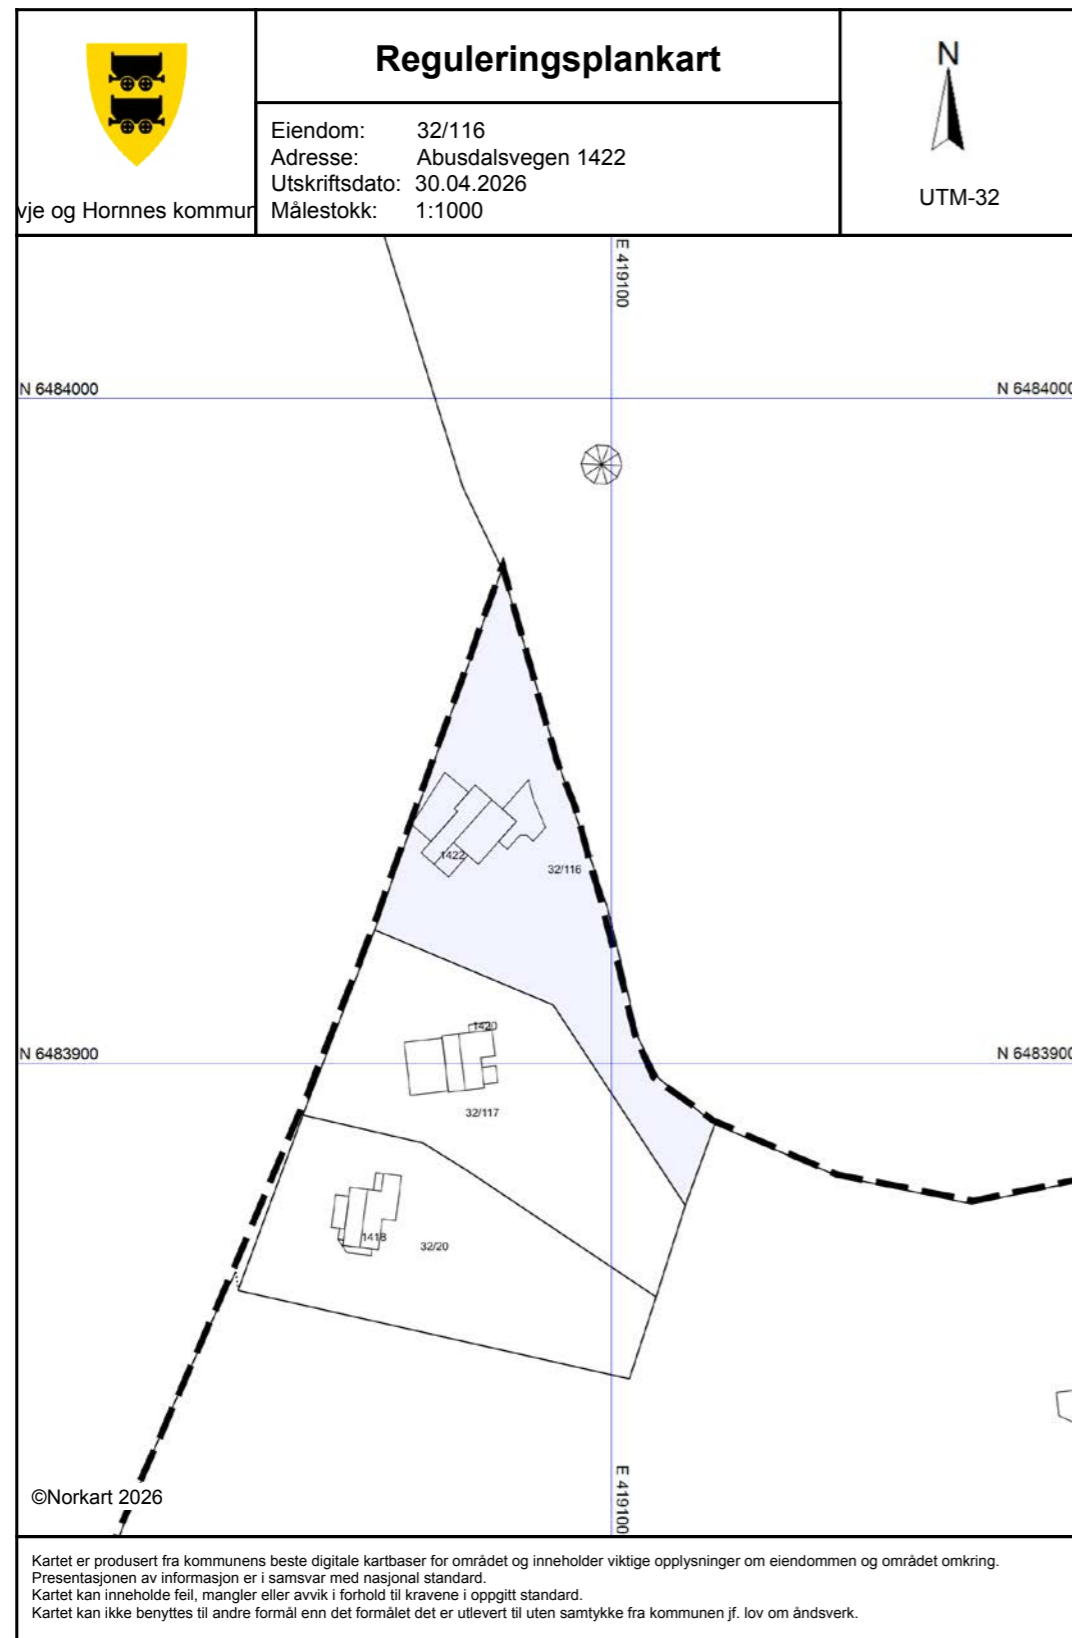 Reguleringsplankart
N
Eiendom: 32/116
Adresse: Abusdalsvegen 1422
Utskriftsdato: 30.04.2026
Målestokk: 1:1000
vje og Hornnes kommun
UTM-32
E 419100
N 6484000
N 6484000
1422
32/116
1420
N 6483900
N 6483900
32/117
1418
32/20
E 419100
©Norkart 2026
Kartet er produsert fra kommunens beste digitale kartbaser for området og inneholder viktige opplysninger om eiendommen og området omkring.
Presentasjonen av informasjon er i samsvar med nasjonal standard.
Kartet kan inneholde feil, mangler eller avvik i forhold til kravene i oppgitt standard.
Kartet kan ikke benyttes til andre formål enn det formålet det er utlevert til uten samtykke fra kommunen jf. lov om åndsverk.